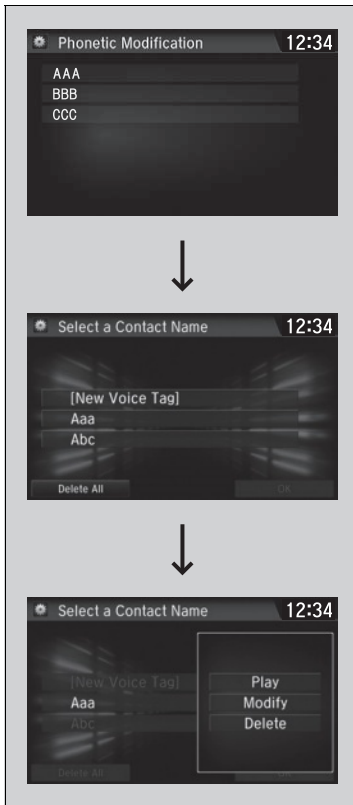 Phonetic Modification 12:34
AAA
BBB
CCC
Select a Contact Name 12:34
[New Voice Tag]
Aaa
Abc
Delete All OK
Select a Contact Name 12:34
[New Voice Tag]
Aaa
Abc
Play
Modify
Delete
Delete All OK